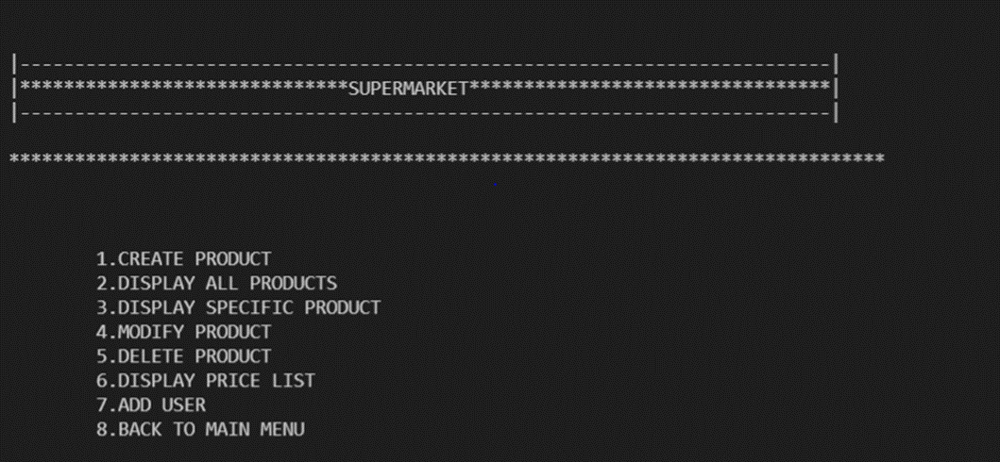 |--------------------------------------------------------------------------|
|******************************SUPERMARKET*********************************|
|--------------------------------------------------------------------------|
********************************************************************************
1.CREATE PRODUCT
2.DISPLAY ALL PRODUCTS
3.DISPLAY SPECIFIC PRODUCT
4.MODIFY PRODUCT
5.DELETE PRODUCT
6.DISPLAY PRICE LIST
7.ADD USER
8.BACK TO MAIN MENU